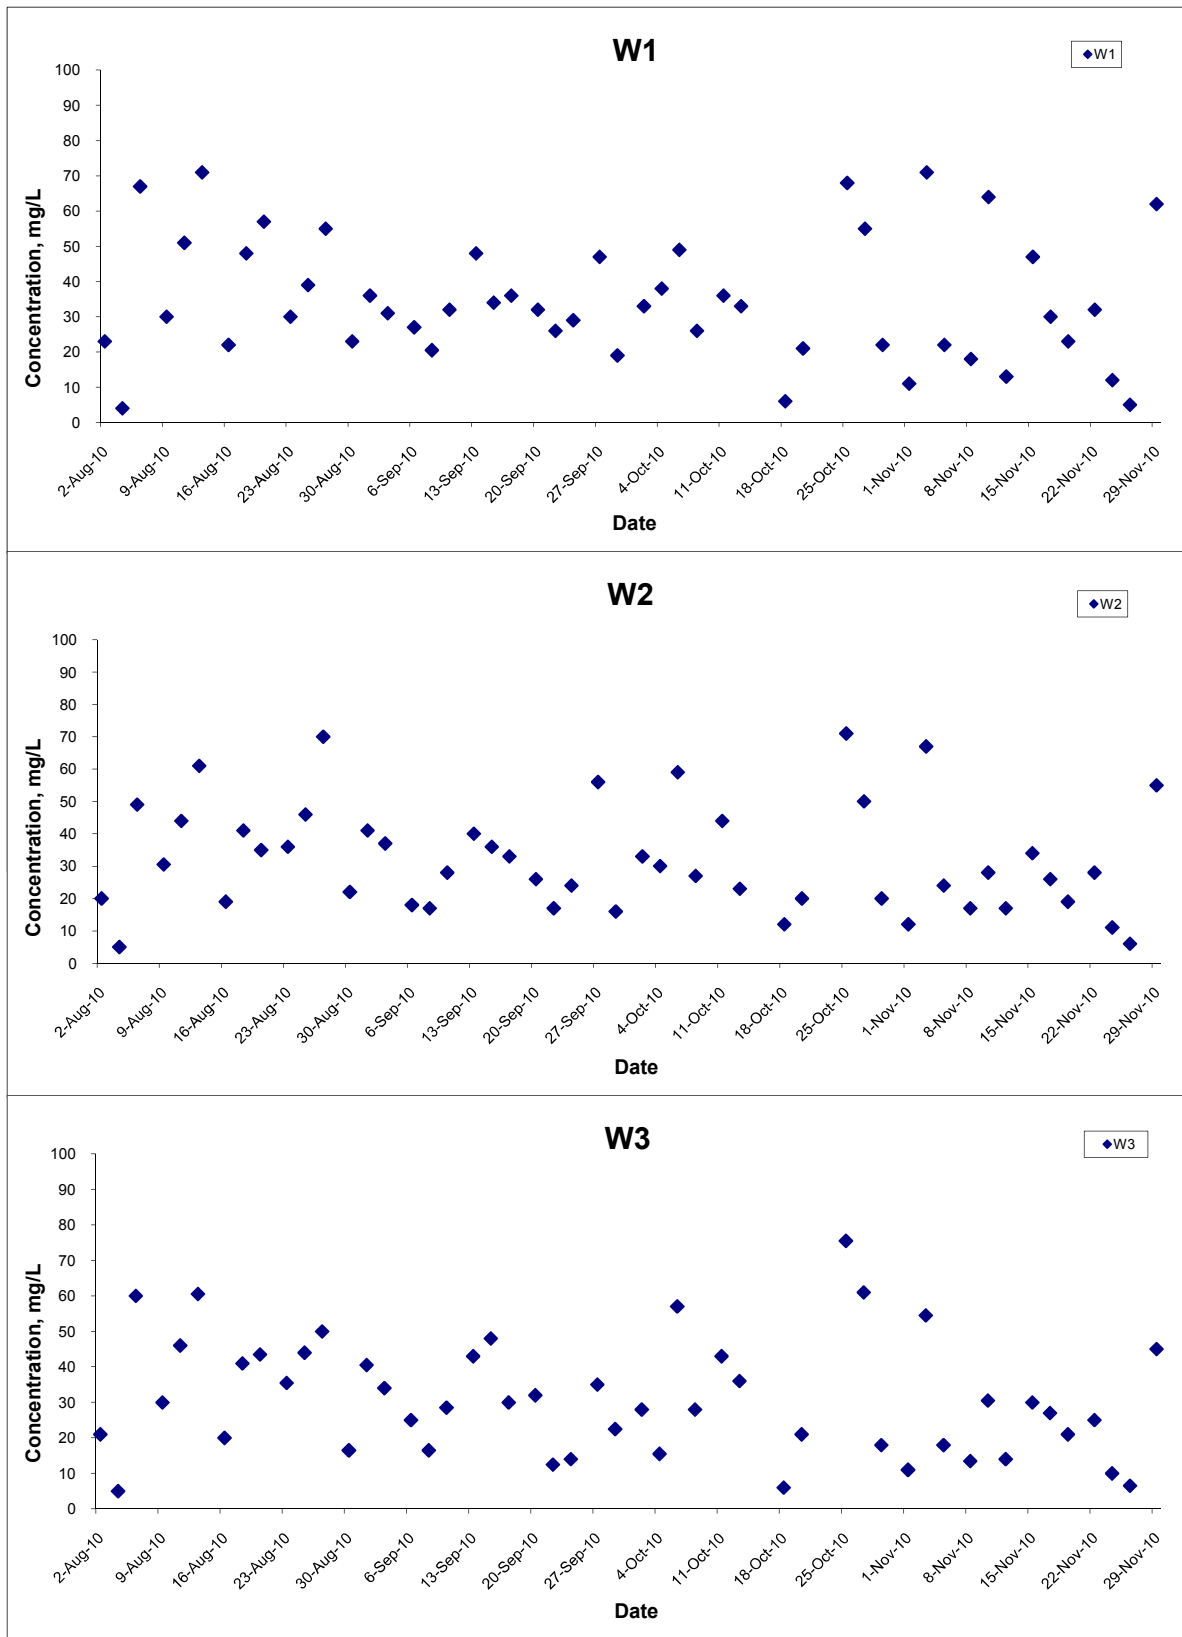 W1
W1
100
90
80
70
60
50
40
30
20
10
0
Concentration, mg/L
2-Aug-10
9-Aug-10
16-Aug-10
23-Aug-10
30-Aug-10
6-Sep-10
13-Sep-10
20-Sep-10
27-Sep-10
4-Oct-10
11-Oct-10
18-Oct-10
25-Oct-10
1-Nov-10
8-Nov-10
15-Nov-10
22-Nov-10
29-Nov-10
Date
W2
W2
100
90
80
70
60
50
40
30
20
10
0
Concentration, mg/L
2-Aug-10
9-Aug-10
16-Aug-10
23-Aug-10
30-Aug-10
6-Sep-10
13-Sep-10
20-Sep-10
27-Sep-10
4-Oct-10
11-Oct-10
18-Oct-10
25-Oct-10
1-Nov-10
8-Nov-10
15-Nov-10
22-Nov-10
29-Nov-10
Date
W3
W3
100
90
80
70
60
50
40
30
20
10
0
Concentration, mg/L
2-Aug-10
9-Aug-10
16-Aug-10
23-Aug-10
30-Aug-10
6-Sep-10
13-Sep-10
20-Sep-10
27-Sep-10
4-Oct-10
11-Oct-10
18-Oct-10
25-Oct-10
1-Nov-10
8-Nov-10
15-Nov-10
22-Nov-10
29-Nov-10
Date